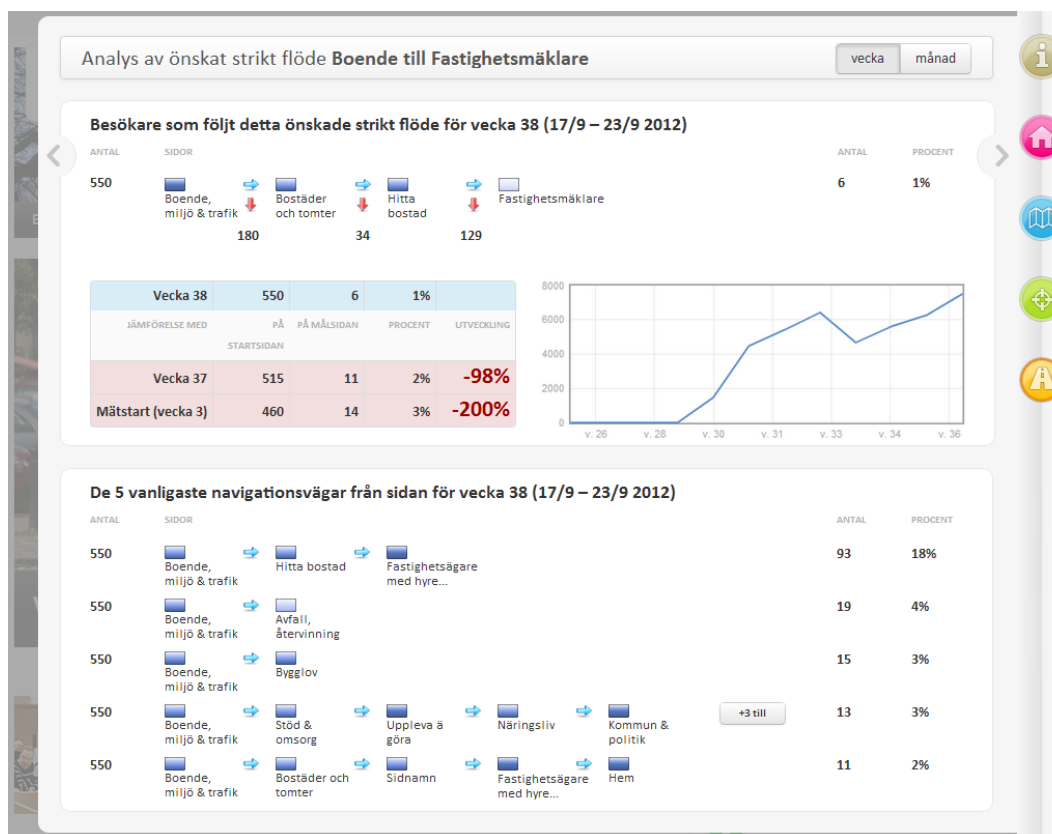 Analys av önskat strikt flöde Boende till Fastighetsmäklare
vecka månad
Besökare som följt detta önskade strikt flöde för vecka 38 (17/9 – 23/9 2012)
ANTAL SIDOR ANTAL PROCENT
550 6 1%
Boende, Bostäder Hitta Fastighetsmäklare
miljö & trafik och tomter bostad
180 34 129
Vecka 38 550 6 1%
JÄMFÖRELSE MED PÅ PÅ MÅLSIDAN PROCENT UTVECKLING
STARTSIDAN
Vecka 37 515 11 2% -98%
Mätstart (vecka 3) 460 14 3% -200%
8000
6000
4000
2000
0
v. 26 v. 28 v. 30 v. 31 v. 33 v. 34 v. 36
De 5 vanligaste navigationsvägar från sidan för vecka 38 (17/9 – 23/9 2012)
ANTAL SIDOR ANTAL PROCENT
550 93 18%
Boende, Hitta bostad Fastighetsägare
miljö & trafik med hyre...
550 19 4%
Boende, Avfall,
miljö & trafik återvinning
550 15 3%
Boende, Bygglov
miljö & trafik
550 +3 till 13 3%
Boende, Stöd & Uppleva ä Näringsliv Kommun &
miljö & trafik omsorg göra politik
550 11 2%
Boende, Bostäder och Sidnamn Fastighetsägare Hem
miljö & trafik tomter med hyre...